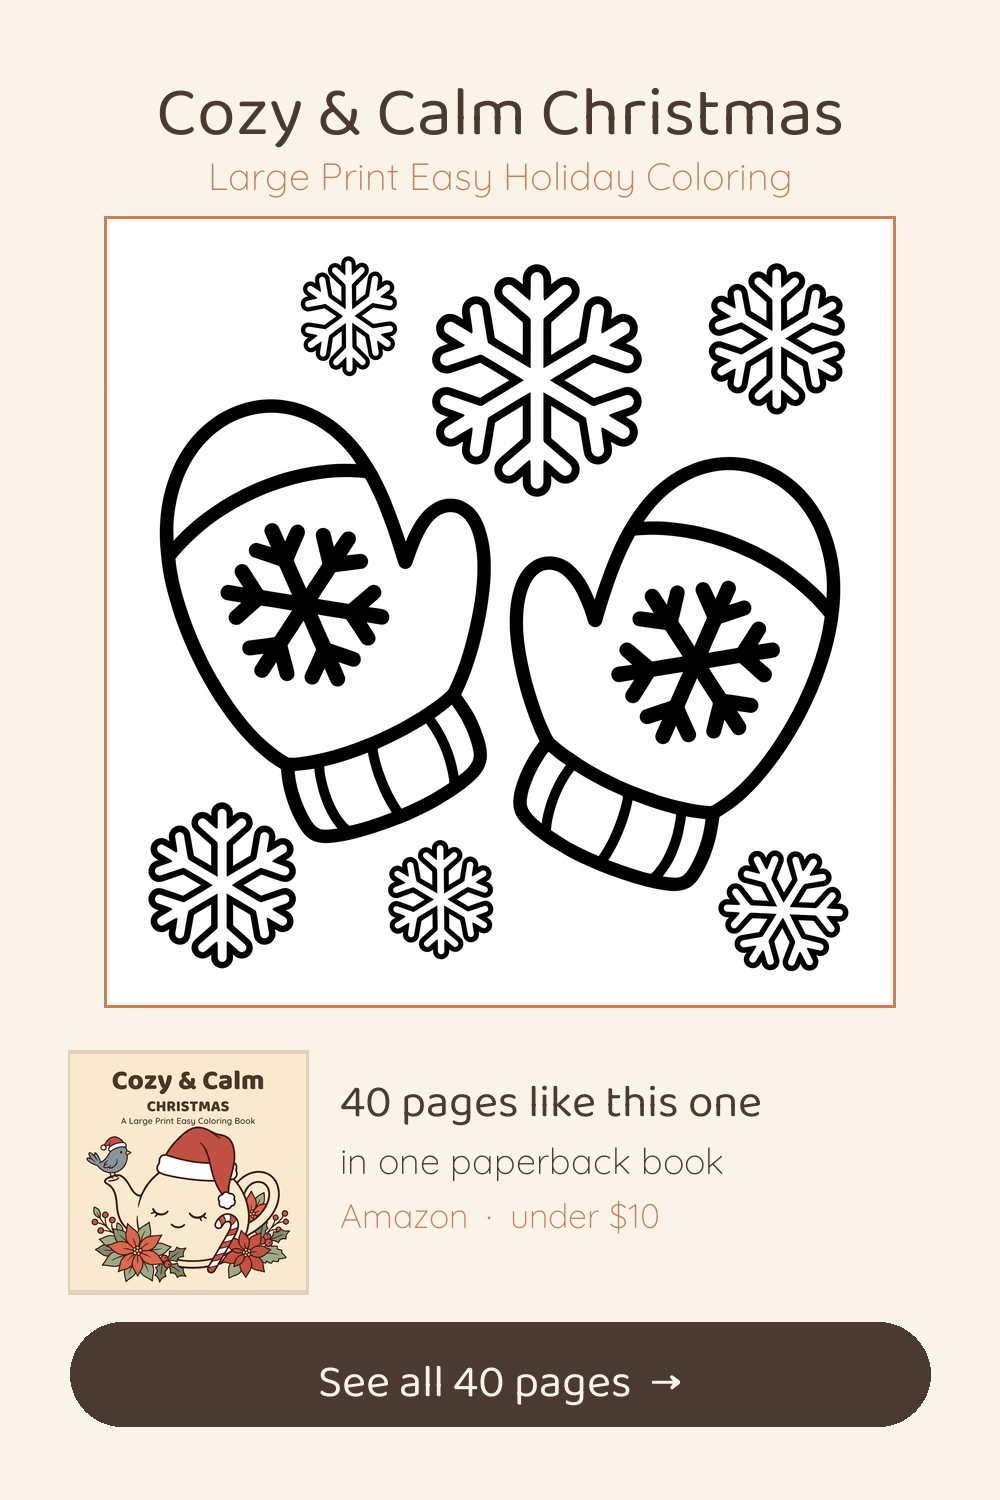 Cozy & Calm Christmas
Large Print Easy Holiday Coloring
Cozy & Calm
CHRISTMAS
A Large Print Easy Coloring Book
40 pages like this one
in one paperback book
Amazon · under $10
See all 40 pages →